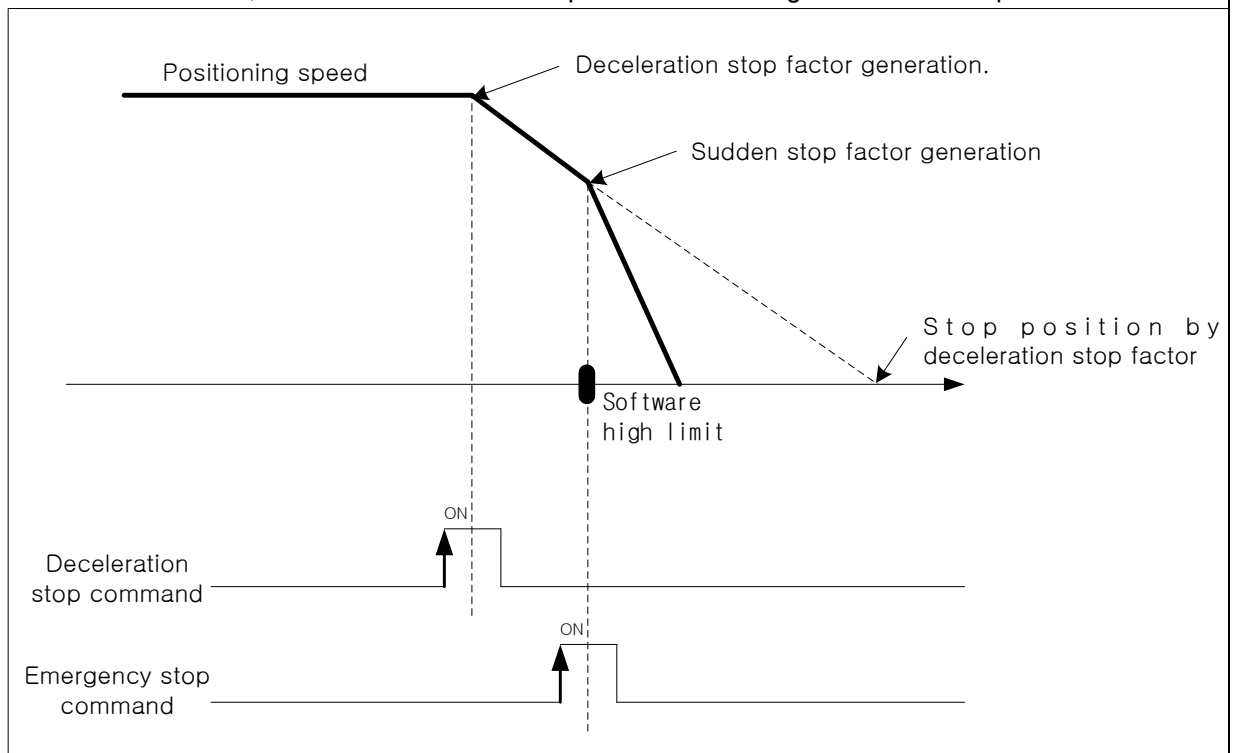 Positioning speed
Deceleration stop factor generation.
Sudden stop factor generation
Stop position by
deceleration stop factor
Software
high limit
ON
Deceleration
stop command
ON
Emergency stop
command